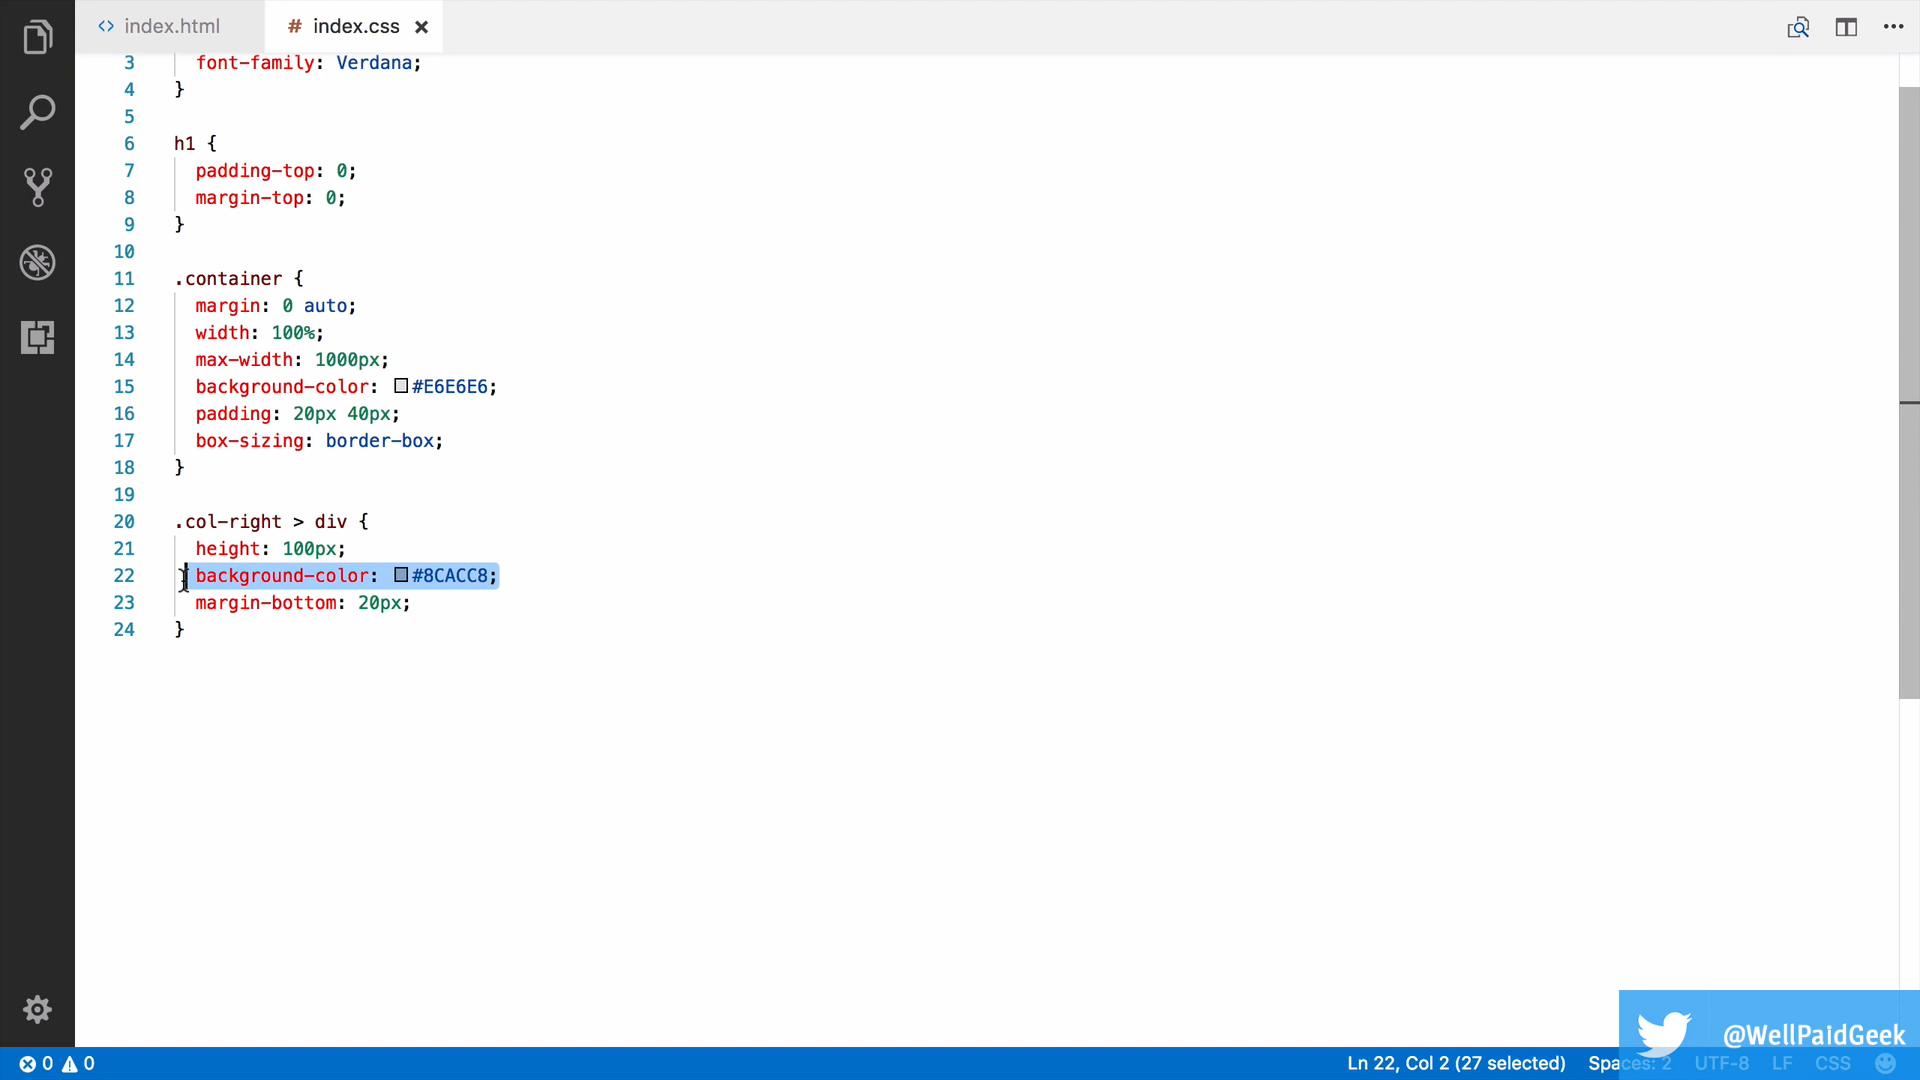 <> index.html # index.css ×
3 font-family: Verdana;
4 }
5
6 h1 {
7 padding-top: 0;
8 margin-top: 0;
9 }
10
11 .container {
12 margin: 0 auto;
13 width: 100%;
14 max-width: 1000px;
15 background-color: #E6E6E6;
16 padding: 20px 40px;
17 box-sizing: border-box;
18 }
19
20 .col-right > div {
21 height: 100px;
22 background-color: #8CACC8;
23 margin-bottom: 20px;
24 }
@WellPaidGeek
0 0 Ln 22, Col 2 (27 selected) Spaces: 2 UTF-8 LF CSS